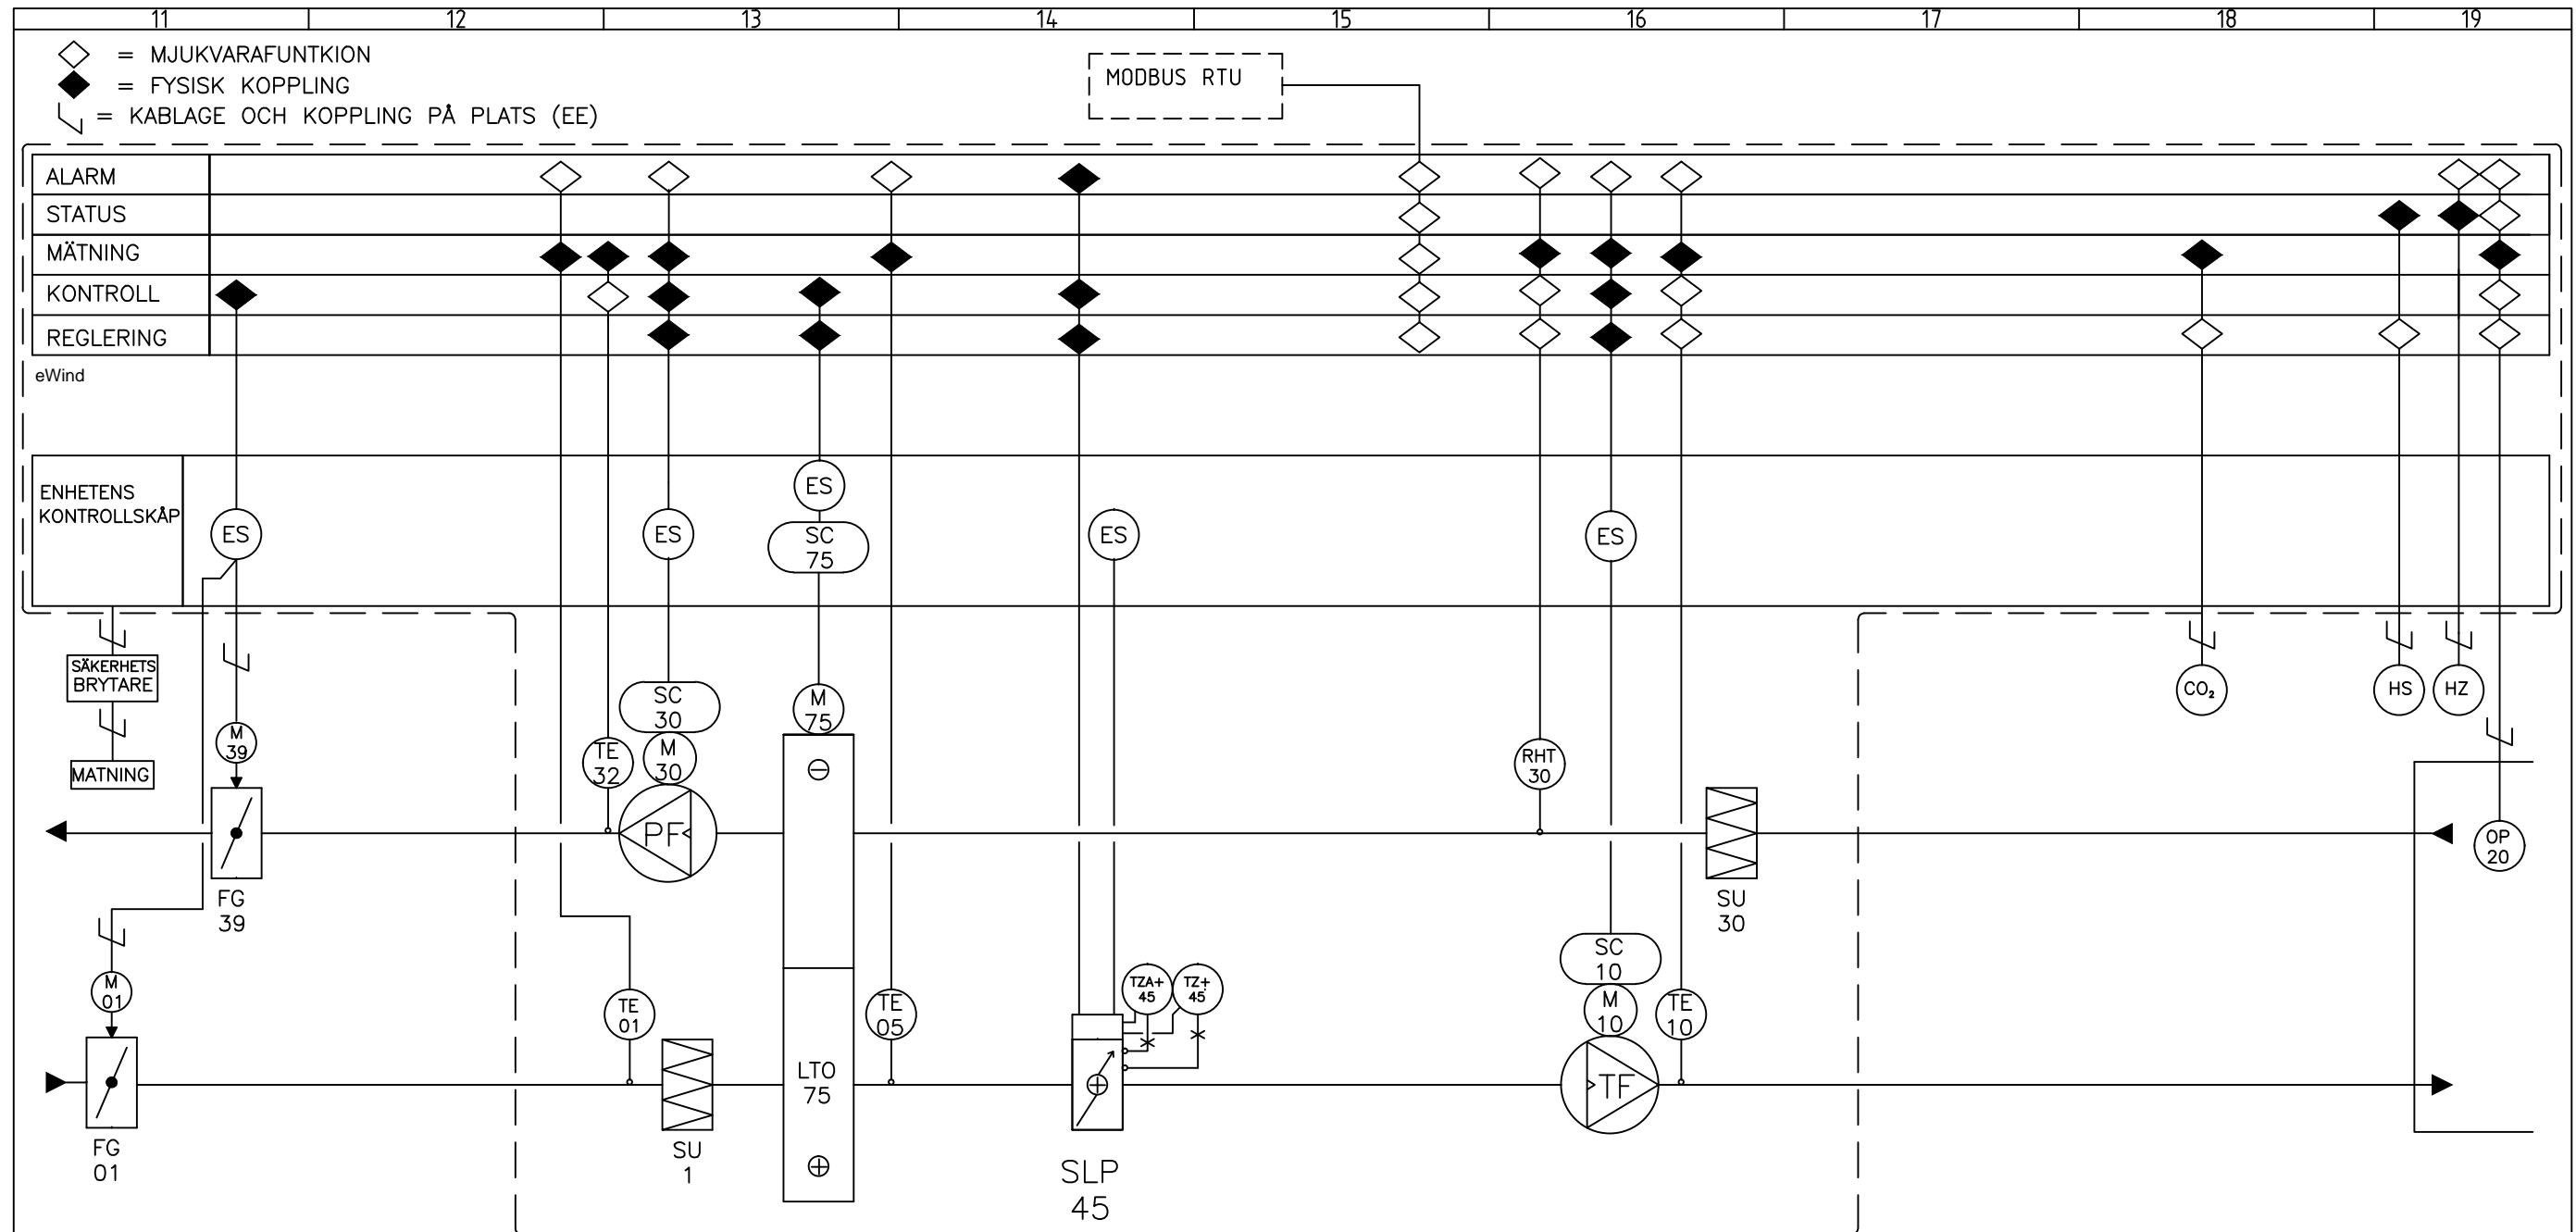 11 12 13 14 15 16 17 18 19
= MJUKVARAFUNTKION
= FYSISK KOPPLING
= KABLAGE OCH KOPPLING PÅ PLATS (EE)
MODBUS RTU
ALARM
STATUS
MÄTNING
KONTROLL
REGLERING
eWind
ENHETENS
KONTROLLSKÅP
ES
ES
ES
SC
75
ES
ES
SÄKERHETS
BRYTARE
MATNING
M
39
TE
32
SC
30
M
30
M
75
RHT
30
CO₂
HS
HZ
PF
OP
20
FG
39
SU
30
M
01
TE
01
TE
05
TZA+
45
TZ+
45
SC
10
M
10
TE
10
LTO
75
TF
FG
01
SU
1
SLP
45